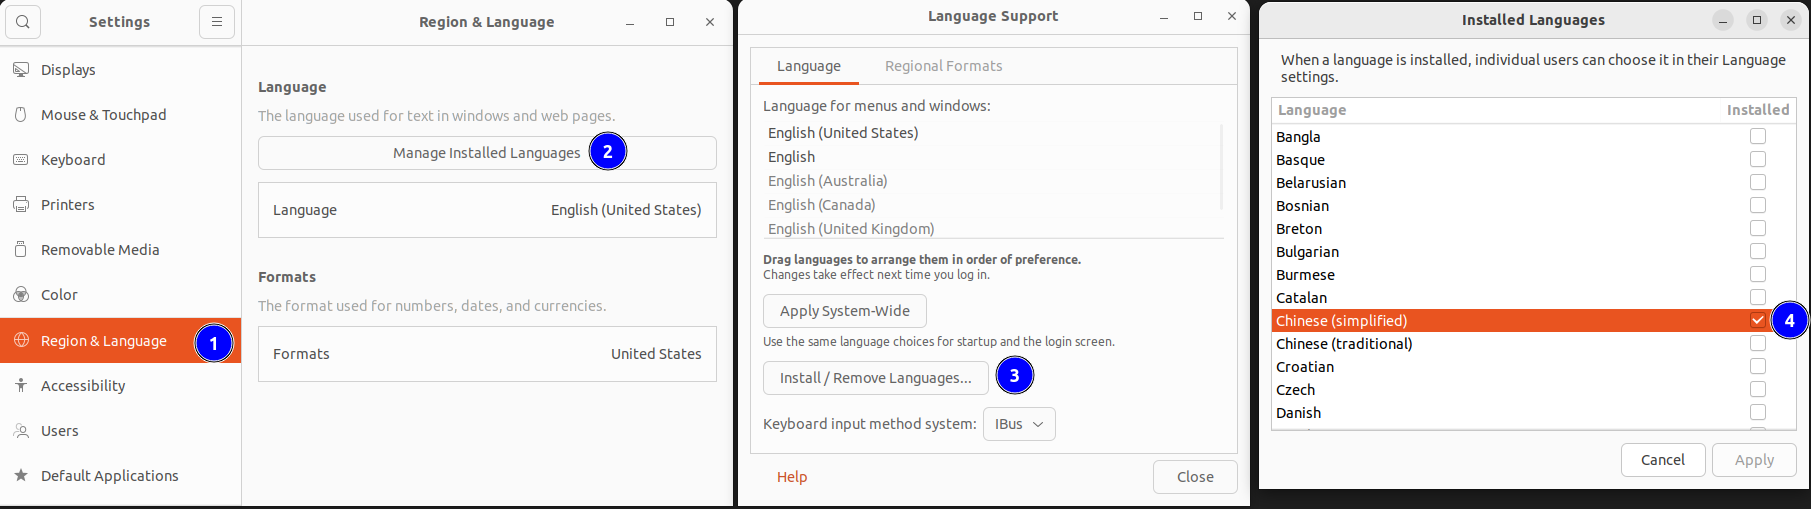 Settings
Displays
Mouse & Touchpad
Keyboard
Printers
Removable Media
Color
Region & Language 1
Accessibility
Users
Default Applications
Region & Language
Language
The language used for text in windows and web pages.
Manage Installed Languages 2
Language English (United States)
Formats
The format used for numbers, dates, and currencies.
Formats United States
Language Support
Language Regional Formats
Language for menus and windows:
English (United States)
English
English (Australia)
English (Canada)
English (United Kingdom)
Drag languages to arrange them in order of preference.
Changes take effect next time you log in.
Apply System-Wide
Use the same language choices for startup and the login screen.
Install / Remove Languages... 3
Keyboard input method system: IBus
Help Close
Installed Languages
When a language is installed, individual users can choose it in their Language
settings.
Language Installed
Bangla
Basque
Belarusian
Bosnian
Breton
Bulgarian
Burmese
Catalan
Chinese (simplified) 4
Chinese (traditional)
Croatian
Czech
Danish
Cancel Apply